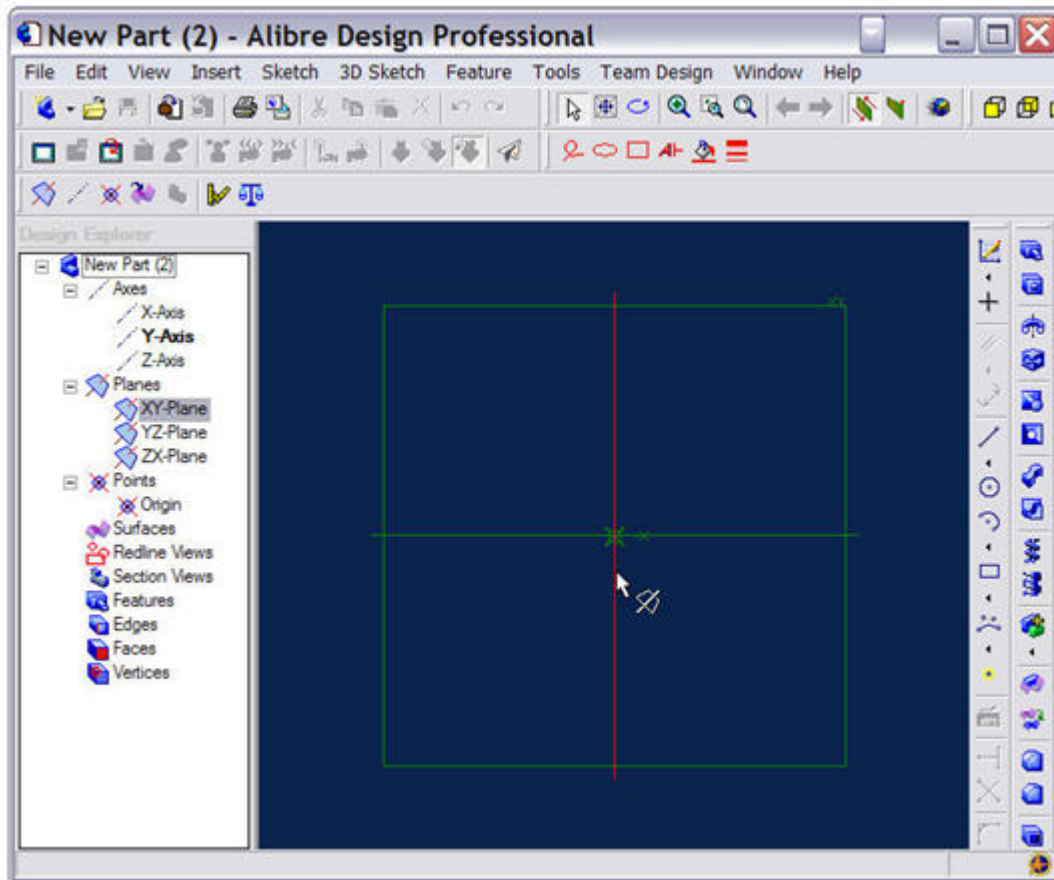 New Part (2) - Alibre Design Professional
File Edit View Insert Sketch 3D Sketch Feature Tools Team Design Window Help
Design Explorer
New Part (2)
Axes
X-Axis
Y-Axis
Z-Axis
Planes
XY-Plane
YZ-Plane
ZX-Plane
Points
Origin
Surfaces
Redline Views
Section Views
Features
Edges
Faces
Vertices